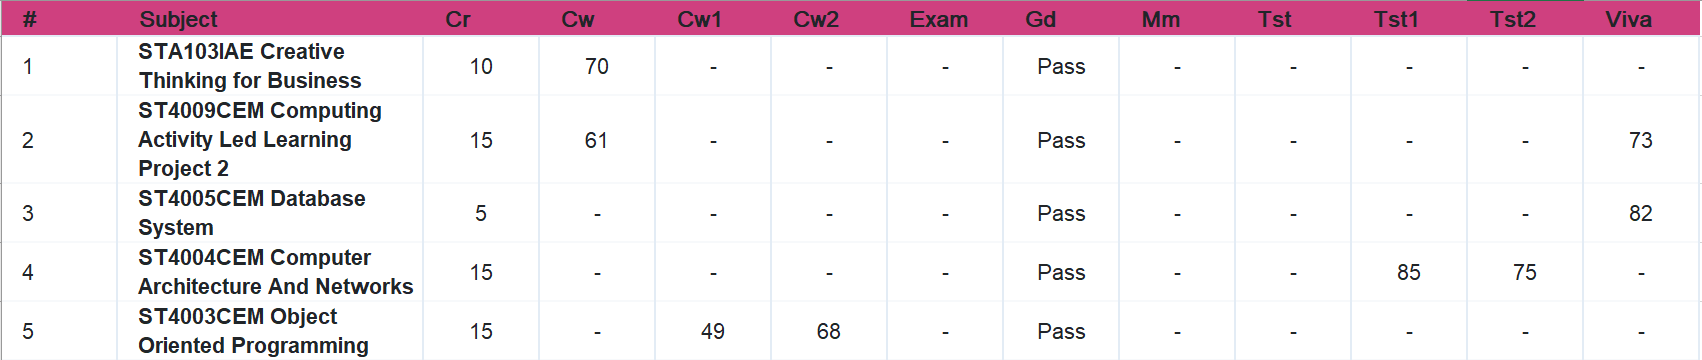 # Subject Cr Cw Cw1 Cw2 Exam Gd Mm Tst Tst1 Tst2 Viva
1 STA103IAE Creative Thinking for Business 10 70 - - - Pass - - - - -
2 ST4009CEM Computing Activity Led Learning Project 2 15 61 - - - Pass - - - - 73
3 ST4005CEM Database System 5 - - - - Pass - - - - 82
4 ST4004CEM Computer Architecture And Networks 15 - - - - Pass - - 85 75 -
5 ST4003CEM Object Oriented Programming 15 - 49 68 - Pass - - - - -